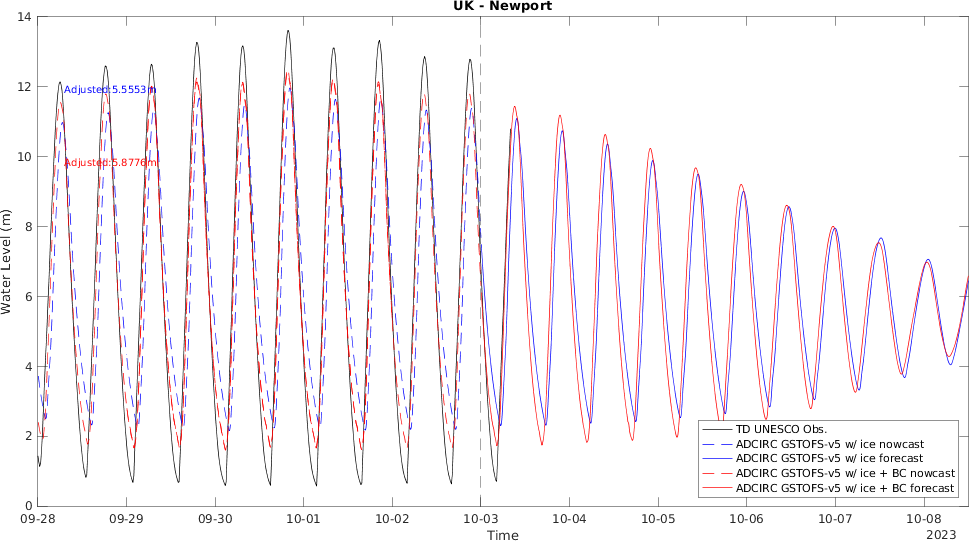 UK - Newport
14
12
10
8
6
4
2
0
Water Level (m)
Adjusted:5.5553m
Adjusted:5.8776m
TD UNESCO Obs.
ADCIRC GSTOFS-v5 w/ ice nowcast
ADCIRC GSTOFS-v5 w/ ice forecast
ADCIRC GSTOFS-v5 w/ ice + BC nowcast
ADCIRC GSTOFS-v5 w/ ice + BC forecast
09-28 09-29 09-30 10-01 10-02 10-03 10-04 10-05 10-06 10-07 10-08
Time
2023